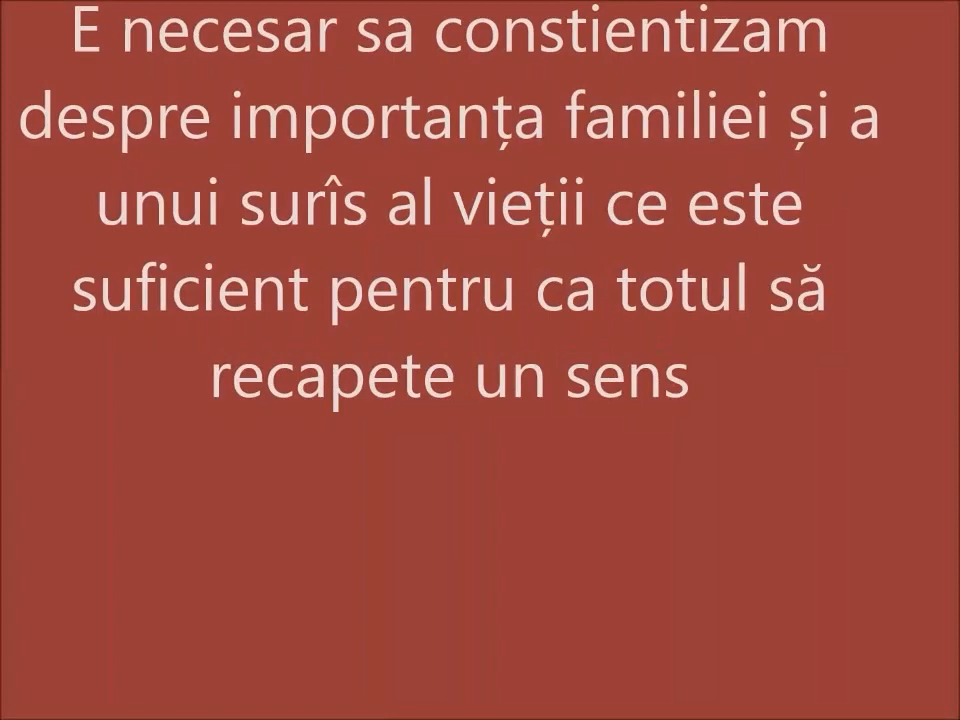 E necesar sa constientizam
despre importanța familiei și a
unui surîs al vieții ce este
suficient pentru ca totul să
recapete un sens